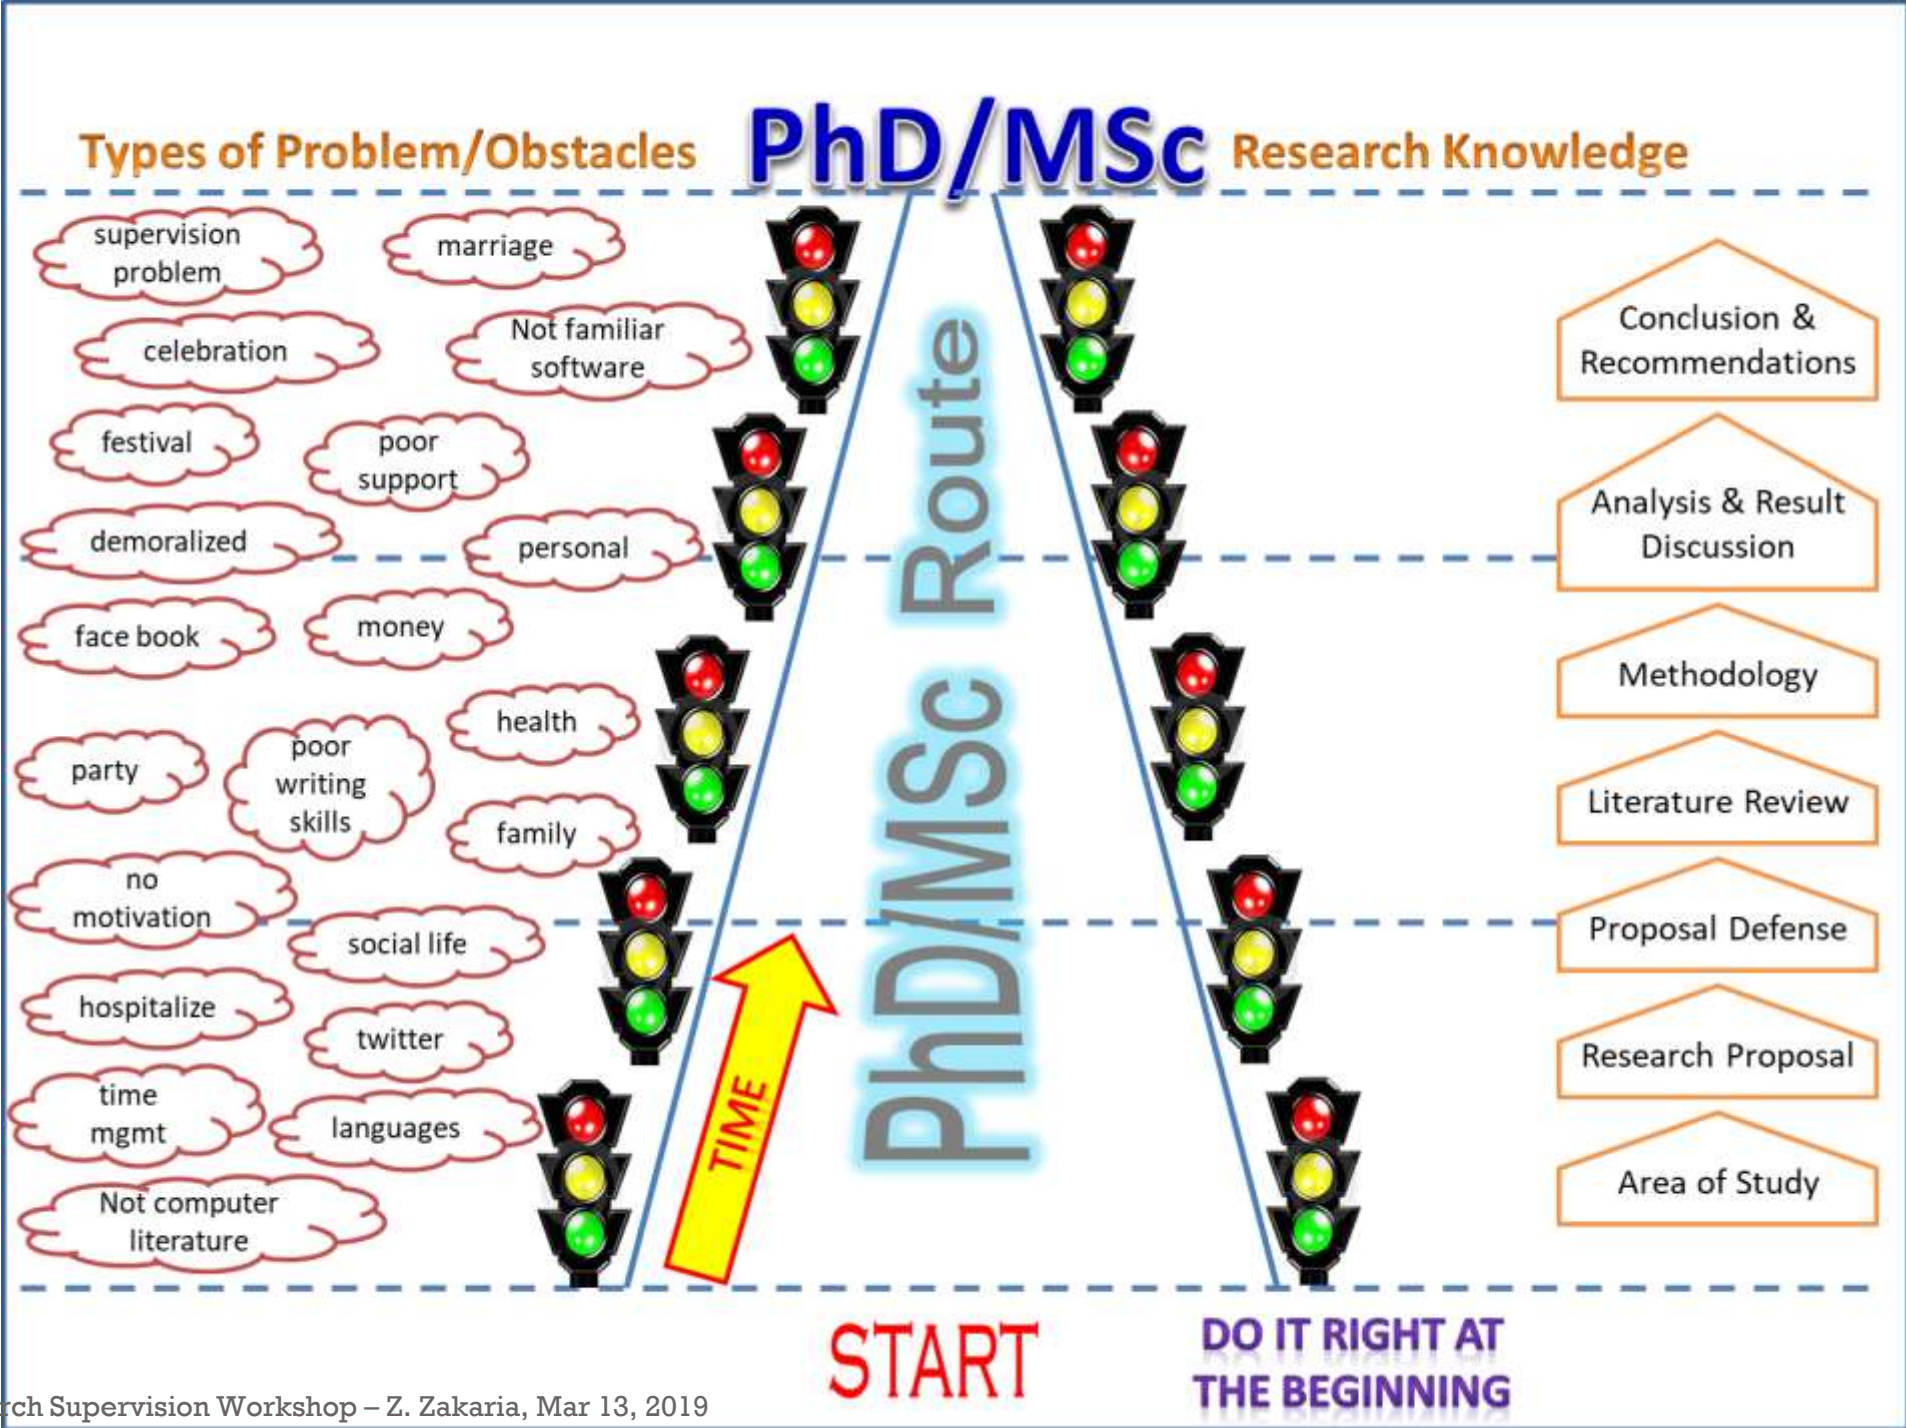 PhD/MSc
Types of Problem/Obstacles
Research Knowledge
supervision
problem
marriage
celebration
Not familiar
software
festival
poor
support
demoralized
personal
face book
money
health
party
poor
writing
skills
family
no
motivation
social life
hospitalize
twitter
time
mgmt
languages
Not computer
literature
PhD/MSc Route
TIME
Conclusion &
Recommendations
Analysis & Result
Discussion
Methodology
Literature Review
Proposal Defense
Research Proposal
Area of Study
START
DO IT RIGHT AT
THE BEGINNING
rch Supervision Workshop – Z. Zakaria, Mar 13, 2019